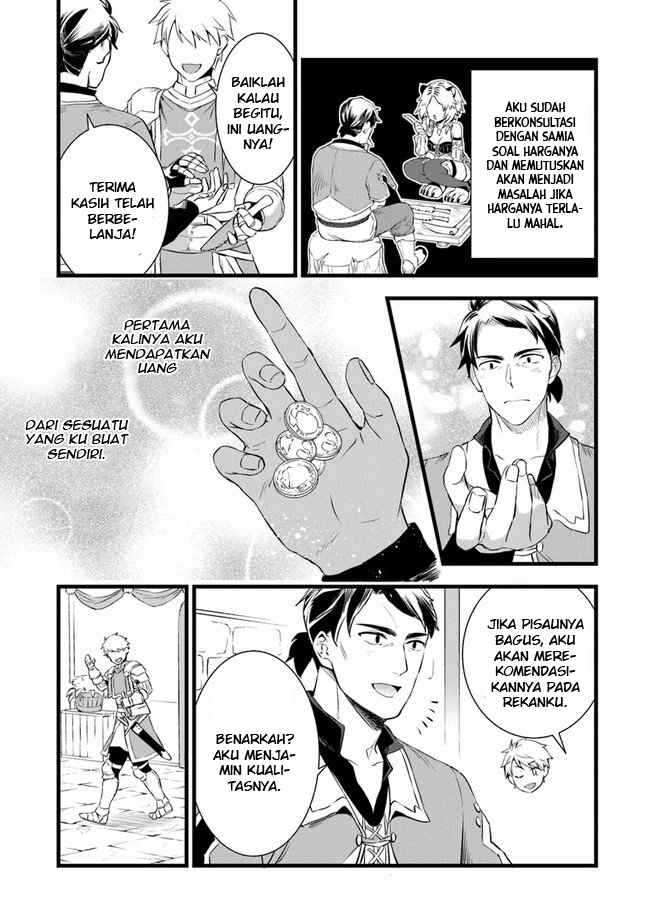 AKU SUDAH
BERKONSULTASI
DENGAN SAMIA
SOAL HARGANYA
DAN MEMUTUSKAN
AKAN MENJADI
MASALAH JIKA
HARGANYA TERLA-
LU MAHAL.
BAIKLAH
KALAU
BEGITU,
INI UANG-
NYA!
TERIMA
KASIH TELAH
BERBE-
LANJA!
PERTAMA
KALINYA AKU
MENDAPATKAN
UANG
DARI SESUATU
YANG KU BUAT
SENDIRI.
JIKA PISAUNYA
BAGUS, AKU
AKAN MERE-
KOMENDASI-
KANNYA PADA
REKANKU.
BENARKAH?
AKU MENJA-
MIN KUALI-
TASNYA.